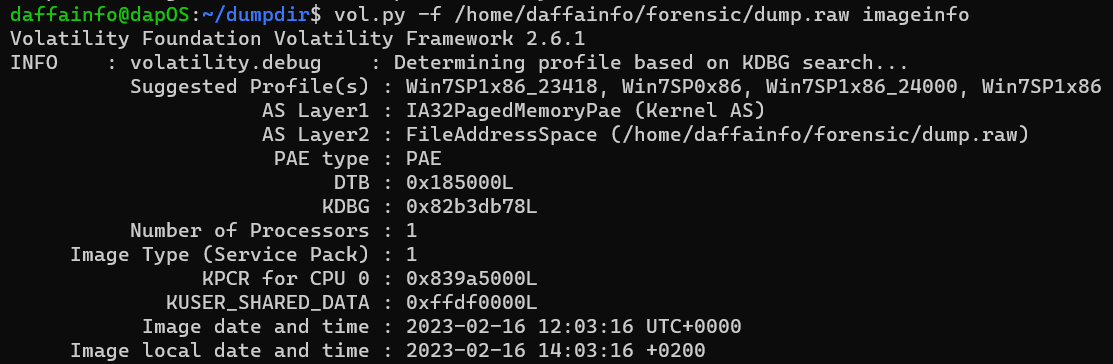 daffainfo@dapOS:~/dumpdir$ vol.py -f /home/daffainfo/forensic/dump.raw imageinfo
Volatility Foundation Volatility Framework 2.6.1
INFO    : volatility.debug    : Determining profile based on KDBG search...
          Suggested Profile(s) : Win7SP1x86_23418, Win7SP0x86, Win7SP1x86_24000, Win7SP1x86
                     AS Layer1 : IA32PagedMemoryPae (Kernel AS)
                     AS Layer2 : FileAddressSpace (/home/daffainfo/forensic/dump.raw)
                      PAE type : PAE
                           DTB : 0x185000L
                          KDBG : 0x82b3db78L
          Number of Processors : 1
     Image Type (Service Pack) : 1
                KPCR for CPU 0 : 0x839a5000L
             KUSER_SHARED_DATA : 0xffdf0000L
           Image date and time : 2023-02-16 12:03:16 UTC+0000
     Image local date and time : 2023-02-16 14:03:16 +0200